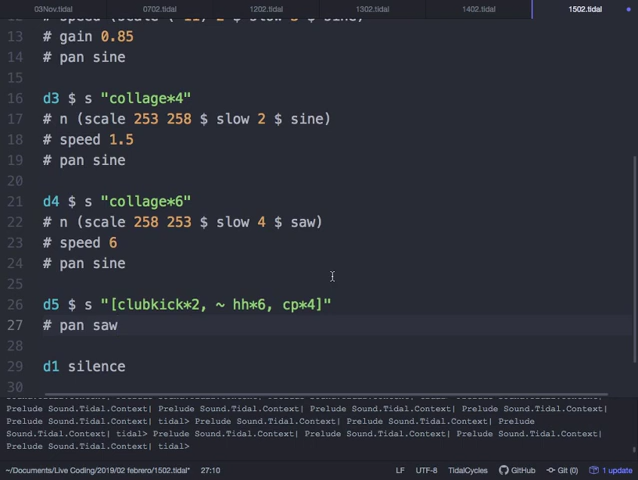 03Nov.tidal 0702.tidal 1202.tidal 1302.tidal 1402.tidal 1502.tidal
13 # gain 0.85
14 # pan sine
15
16 d3 $ s "collage*4"
17 # n (scale 253 258 $ slow 2 $ sine)
18 # speed 1.5
19 # pan sine
20
21 d4 $ s "collage*6"
22 # n (scale 258 253 $ slow 4 $ saw)
23 # speed 6
24 # pan sine
25
26 d5 $ s "[clubkick*2, ~ hh*6, cp*4]"
27 # pan saw
28
29 d1 silence
30
Prelude Sound.Tidal.Context| Prelude Sound.Tidal.Context| Prelude Sound.Tidal.Context| Prelude Sound.Tidal.Context|
Prelude Sound.Tidal.Context| tidal> Prelude Sound.Tidal.Context| Prelude Sound.Tidal.Context| Prelude
Sound.Tidal.Context| tidal> Prelude Sound.Tidal.Context| Prelude Sound.Tidal.Context| Prelude Sound.Tidal.Context|
Prelude Sound.Tidal.Context| tidal>
~/Documents/Live Coding/2019/02 febrero/1502.tidal* 27:10 LF UTF-8 TidalCycles GitHub Git (0) 1 update